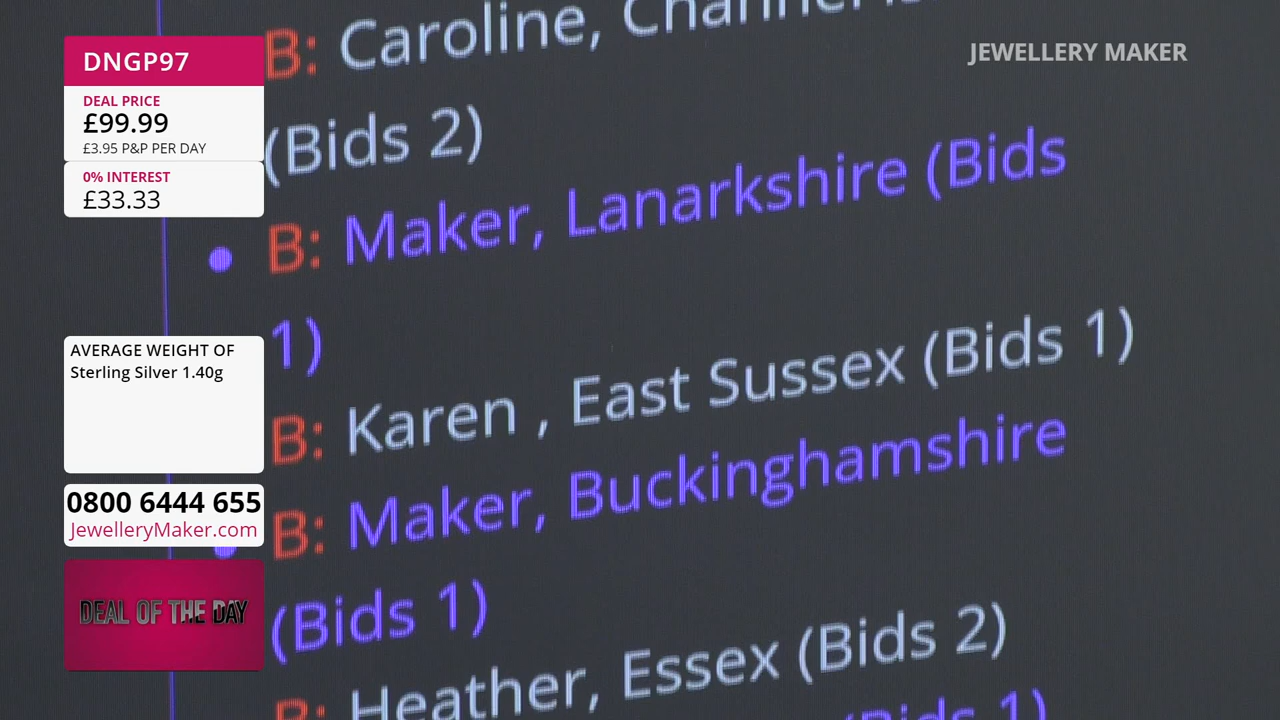 DNGP97
DEAL PRICE
£99.99
£3.95 P&P PER DAY
0% INTEREST
£33.33
AVERAGE WEIGHT OF
Sterling Silver 1.40g
0800 6444 655
JewelleryMaker.com
DEAL OF THE DAY
JEWELLERY MAKER
B: Caroline,
(Bids 2)
B: Maker, Lanarkshire (Bids
1)
B: Karen , East Sussex (Bids 1)
B: Maker, Buckinghamshire
(Bids 1)
B: Heather, Essex (Bids 2)
(Bids 1)